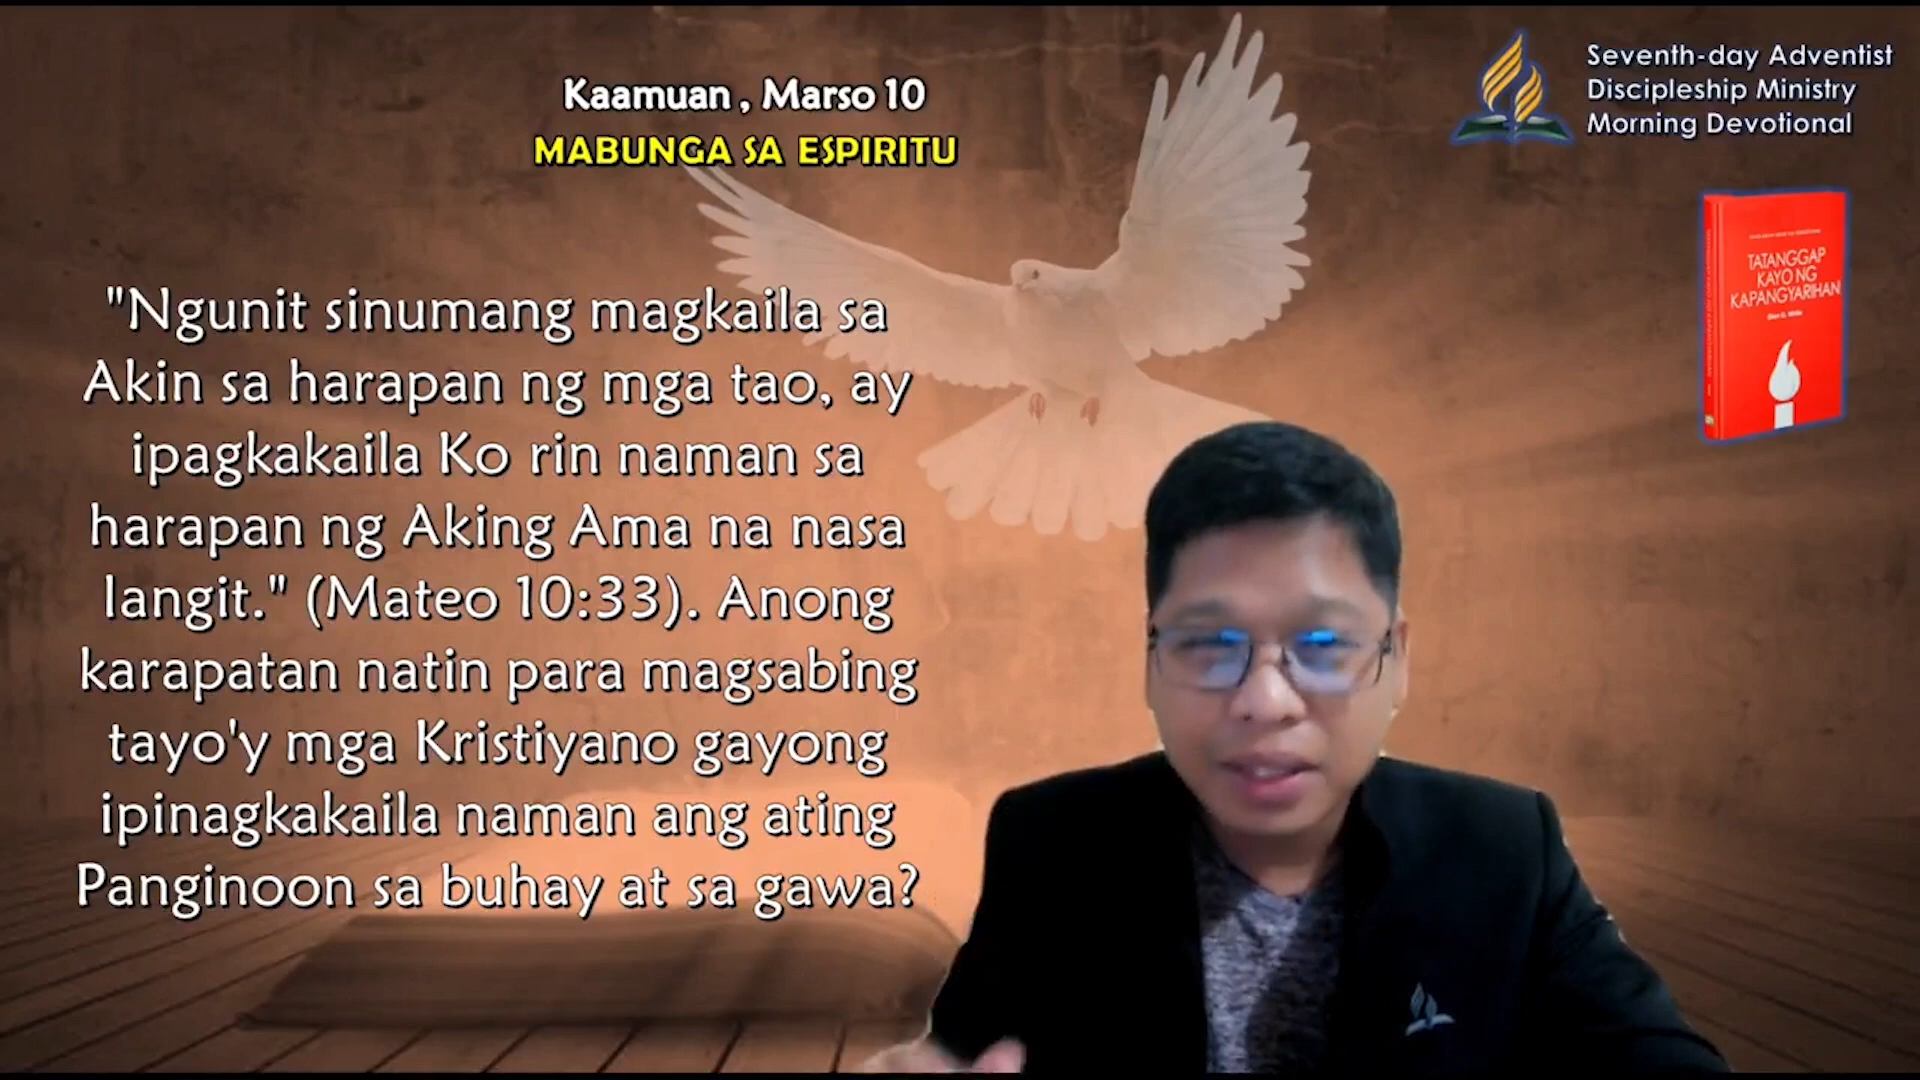 Kaamuan , Marso 10
MABUNGA SA ESPIRITU
Seventh-day Adventist
Discipleship Ministry
Morning Devotional
TATANGGAP
KAYO NG
KAPANGYARIHAN
Ellen G. White
"Ngunit sinumang magkaila sa
Akin sa harapan ng mga tao, ay
ipagkakaila Ko rin naman sa
harapan ng Aking Ama na nasa
langit." (Mateo 10:33). Anong
karapatan natin para magsabing
tayo'y mga Kristiyano gayong
ipinagkakaila naman ang ating
Panginoon sa buhay at sa gawa?